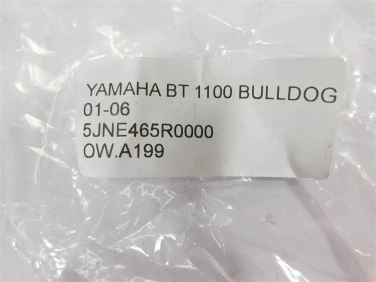 YAMAHA BT 1100 BULLDOG
01-06
5JNE465R0000
OW.A199